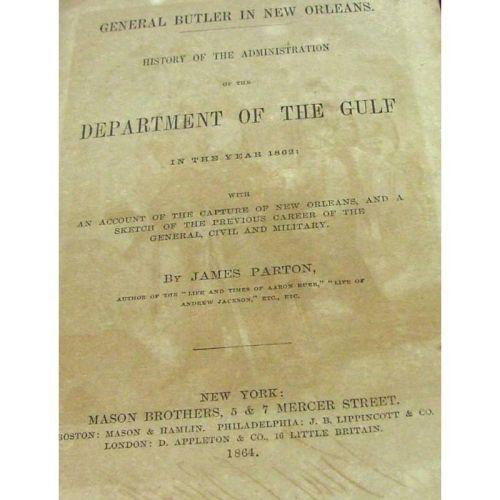 GENERAL BUTLER IN NEW ORLEANS.
HISTORY OF THE ADMINISTRATION
OF THE
DEPARTMENT OF THE GULF
IN THE YEAR 1862:
WITH
AN ACCOUNT OF THE CAPTURE OF NEW ORLEANS, AND A
SKETCH OF THE PREVIOUS CAREER OF THE
GENERAL, CIVIL AND MILITARY.
BY JAMES PARTON,
AUTHOR OF THE "LIFE AND TIMES OF AARON BURR," "LIFE OF
ANDREW JACKSON," ETC., ETC.
NEW YORK:
MASON BROTHERS, 5 & 7 MERCER STREET.
BOSTON: MASON & HAMLIN. PHILADELPHIA: J. B. LIPPINCOTT & CO.
LONDON: D. APPLETON & CO., 16 LITTLE BRITAIN.
1864.